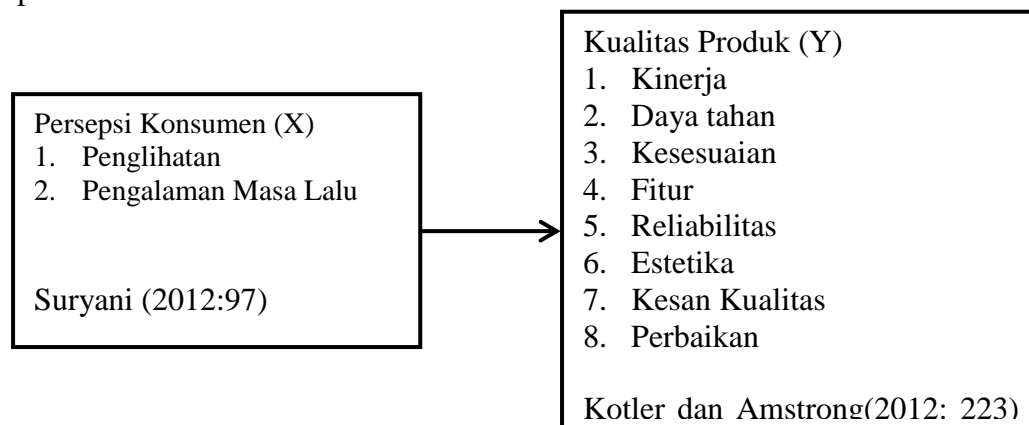 Persepsi Konsumen (X)
1. Penglihatan
2. Pengalaman Masa Lalu
Suryani (2012:97)
Kualitas Produk (Y)
1. Kinerja
2. Daya tahan
3. Kesesuaian
4. Fitur
5. Reliabilitas
6. Estetika
7. Kesan Kualitas
8. Perbaikan
Kotler dan Amstrong(2012: 223)